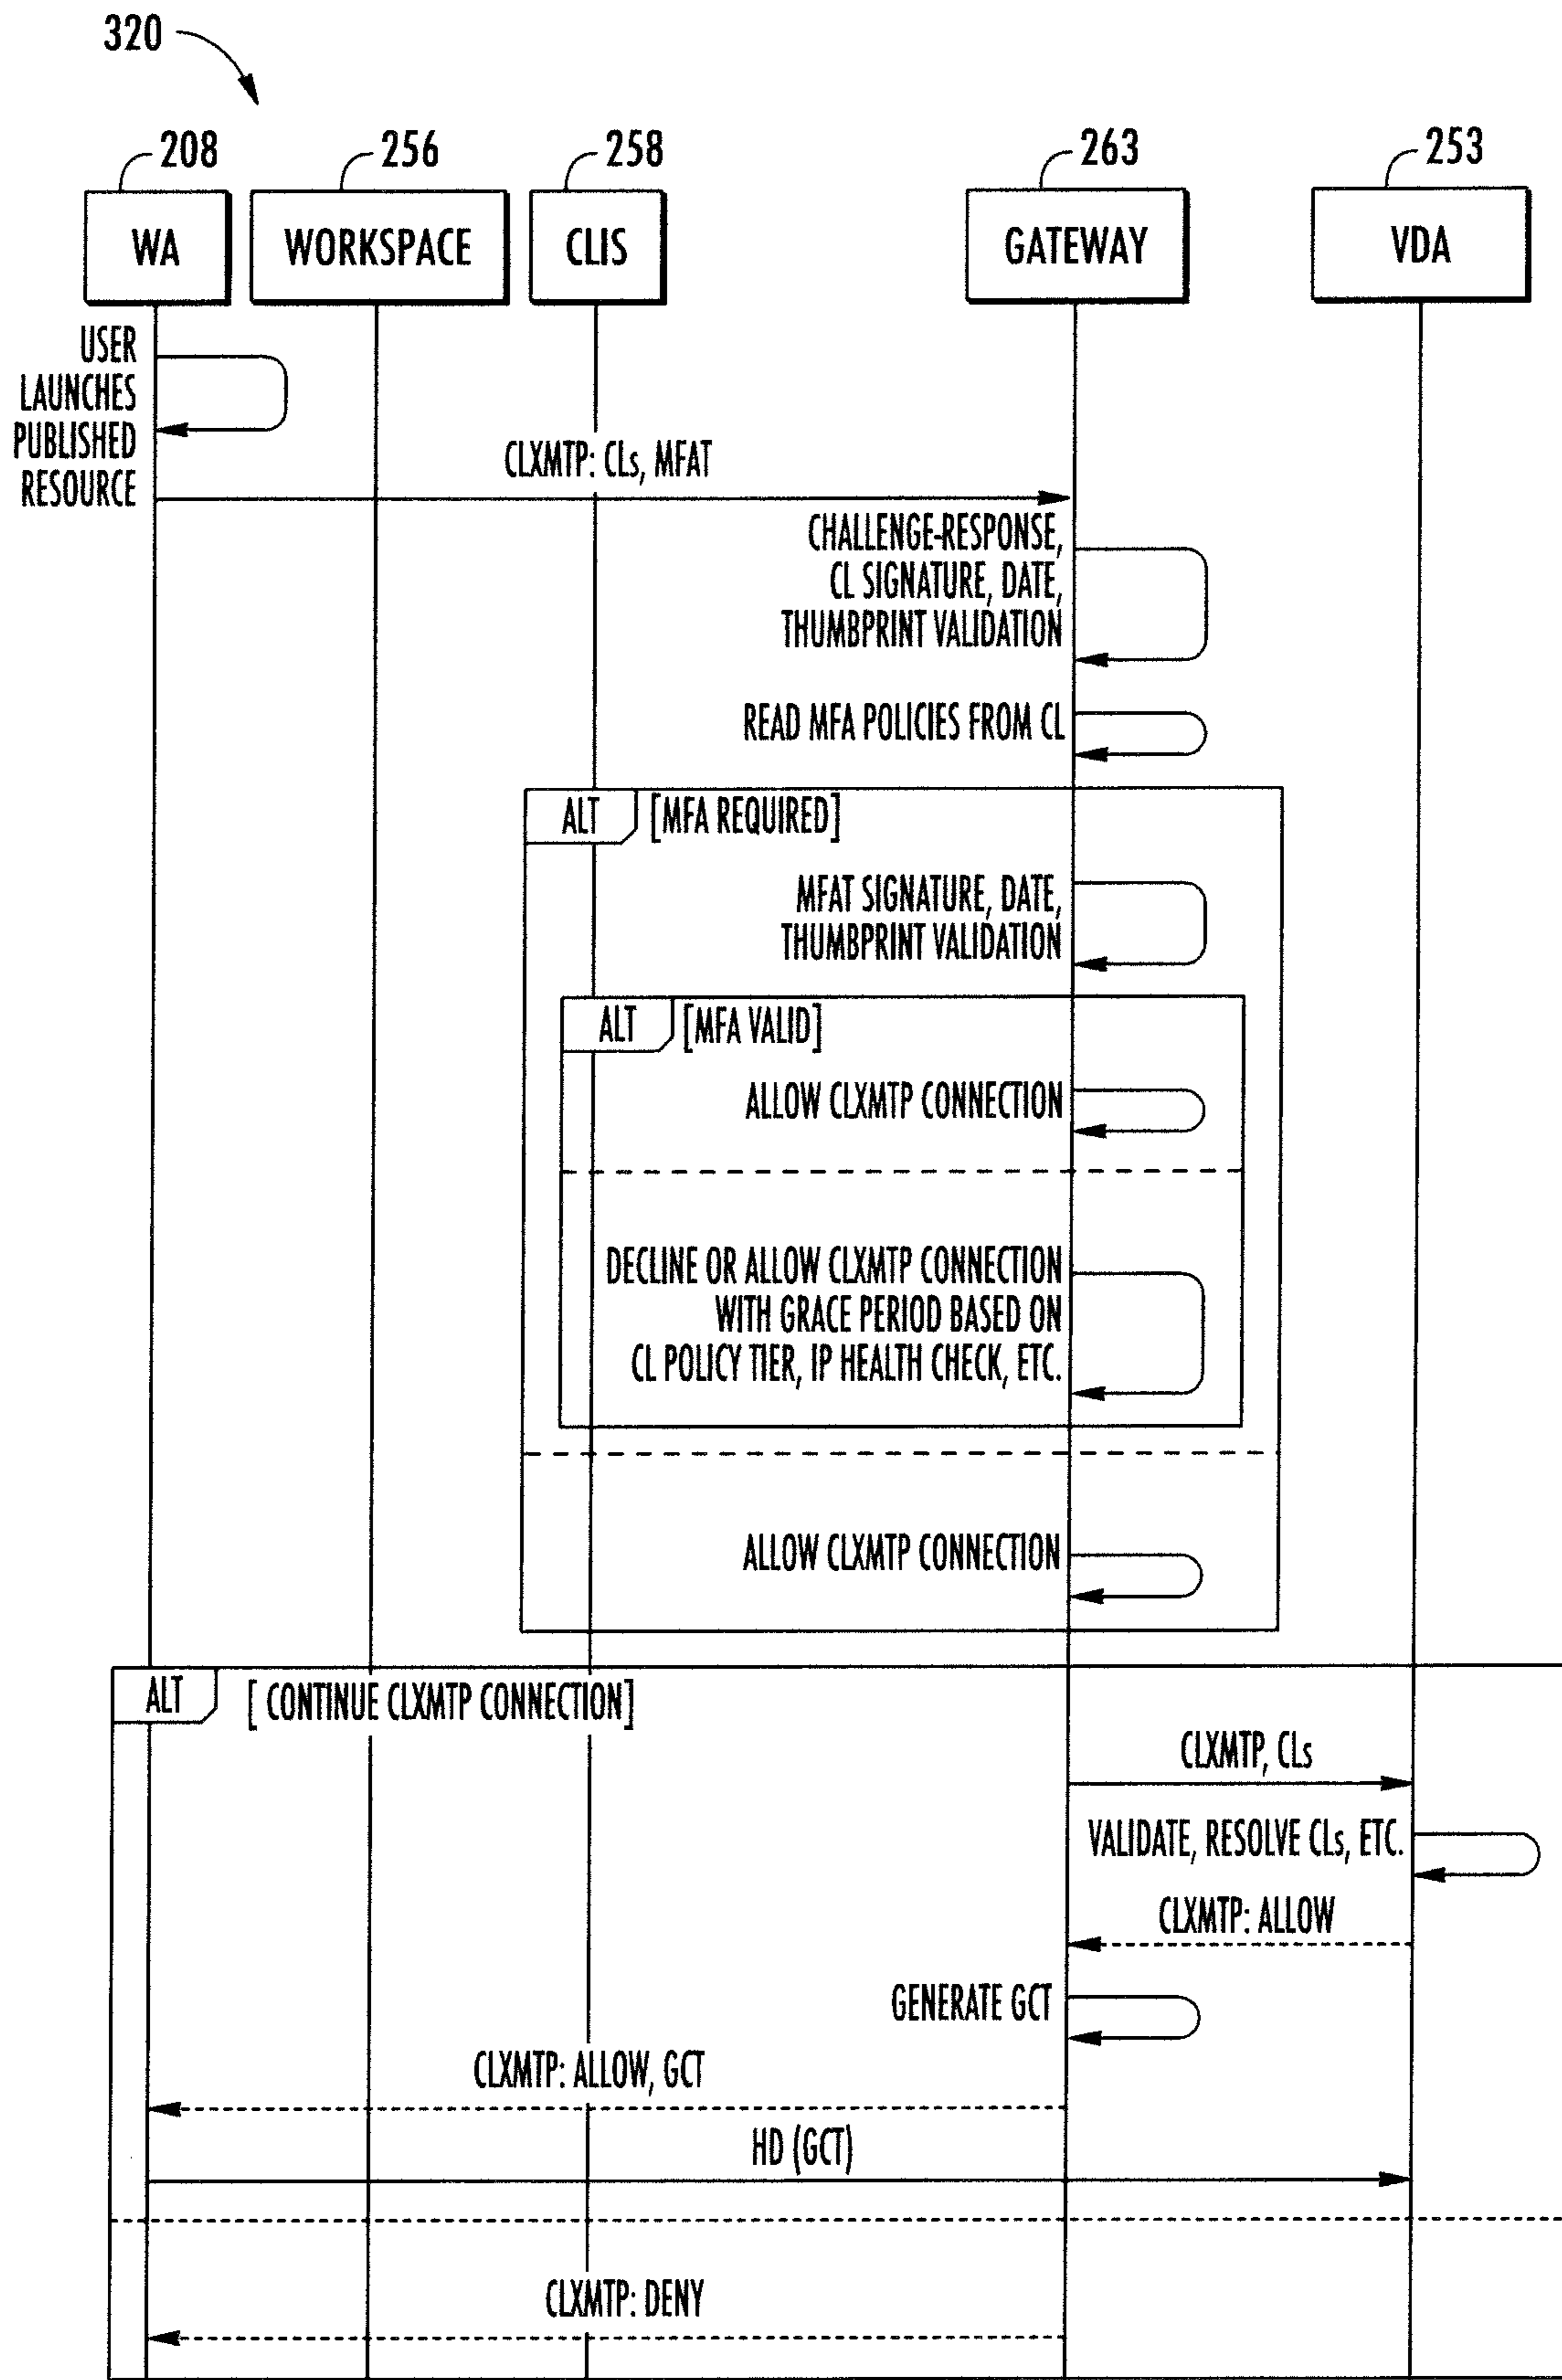 320
208
256
258
263
253
WA
WORKSPACE
CLIS
GATEWAY
VDA
USER
LAUNCHES
PUBLISHED
RESOURCE
CLXMTP: CLs, MFAT
CHALLENGE-RESPONSE,
CL SIGNATURE, DATE,
THUMBPRINT VALIDATION
READ MFA POLICIES FROM CL
ALT [MFA REQUIRED]
MFAT SIGNATURE, DATE,
THUMBPRINT VALIDATION
ALT [MFA VALID]
ALLOW CLXMTP CONNECTION
DECLINE OR ALLOW CLXMTP CONNECTION
WITH GRACE PERIOD BASED ON
CL POLICY TIER, IP HEALTH CHECK, ETC.
ALLOW CLXMTP CONNECTION
ALT [ CONTINUE CLXMTP CONNECTION]
CLXMTP, CLs
VALIDATE, RESOLVE CLs, ETC.
CLXMTP: ALLOW
GENERATE GCT
CLXMTP: ALLOW, GCT
HD (GCT)
CLXMTP: DENY